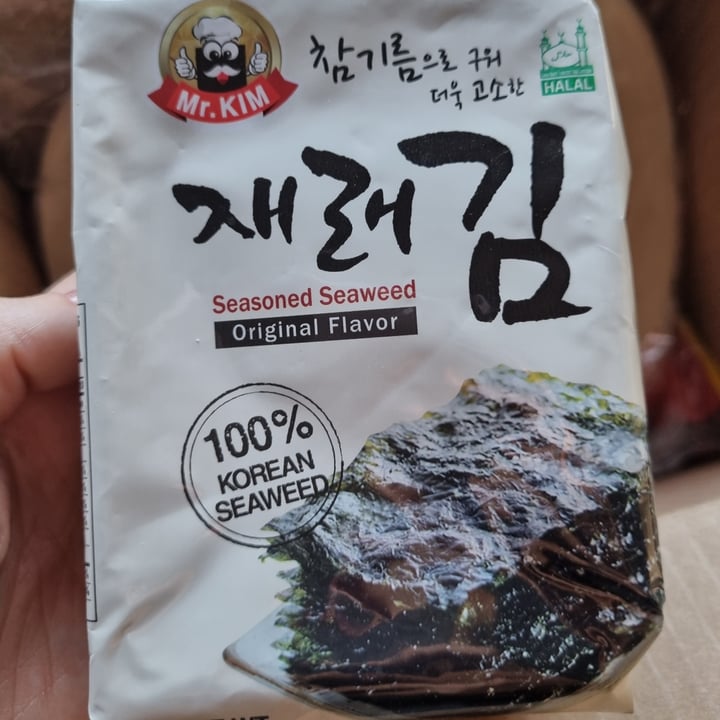 Mr.KIM
참기름으로 구워
더욱 고소한
HALAL
재래김
Seasoned Seaweed
Original Flavor
100%
KOREAN
SEAWEED